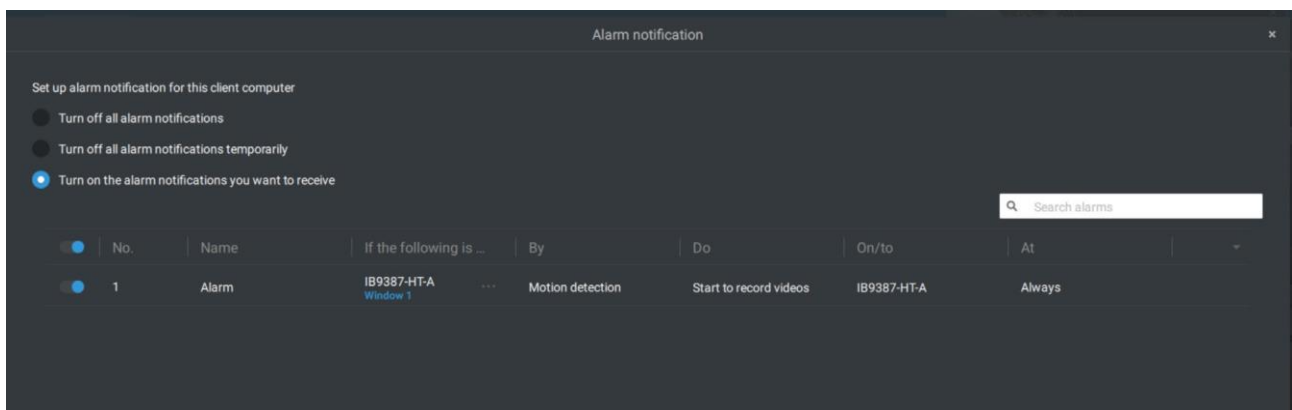 Alarm notification
Set up alarm notification for this client computer
Turn off all alarm notifications
Turn off all alarm notifications temporarily
Turn on the alarm notifications you want to receive
Search alarms
No. Name If the following is ... By Do On/to At
1 Alarm IB9387-HT-A ... Motion detection Start to record videos IB9387-HT-A Always
Window 1